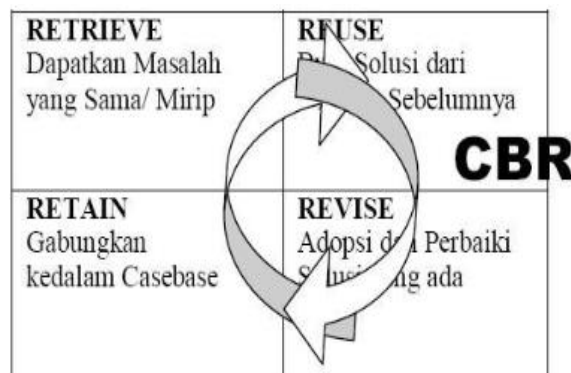 RETRIEVE
Dapatkan Masalah
yang Sama/ Mirip
REUSE
Solusi dari
Sebelumnya
CBR
RETAIN
Gabungkan
kedalam Casebase
REVISE
Adopsi dan Perbaiki
ada